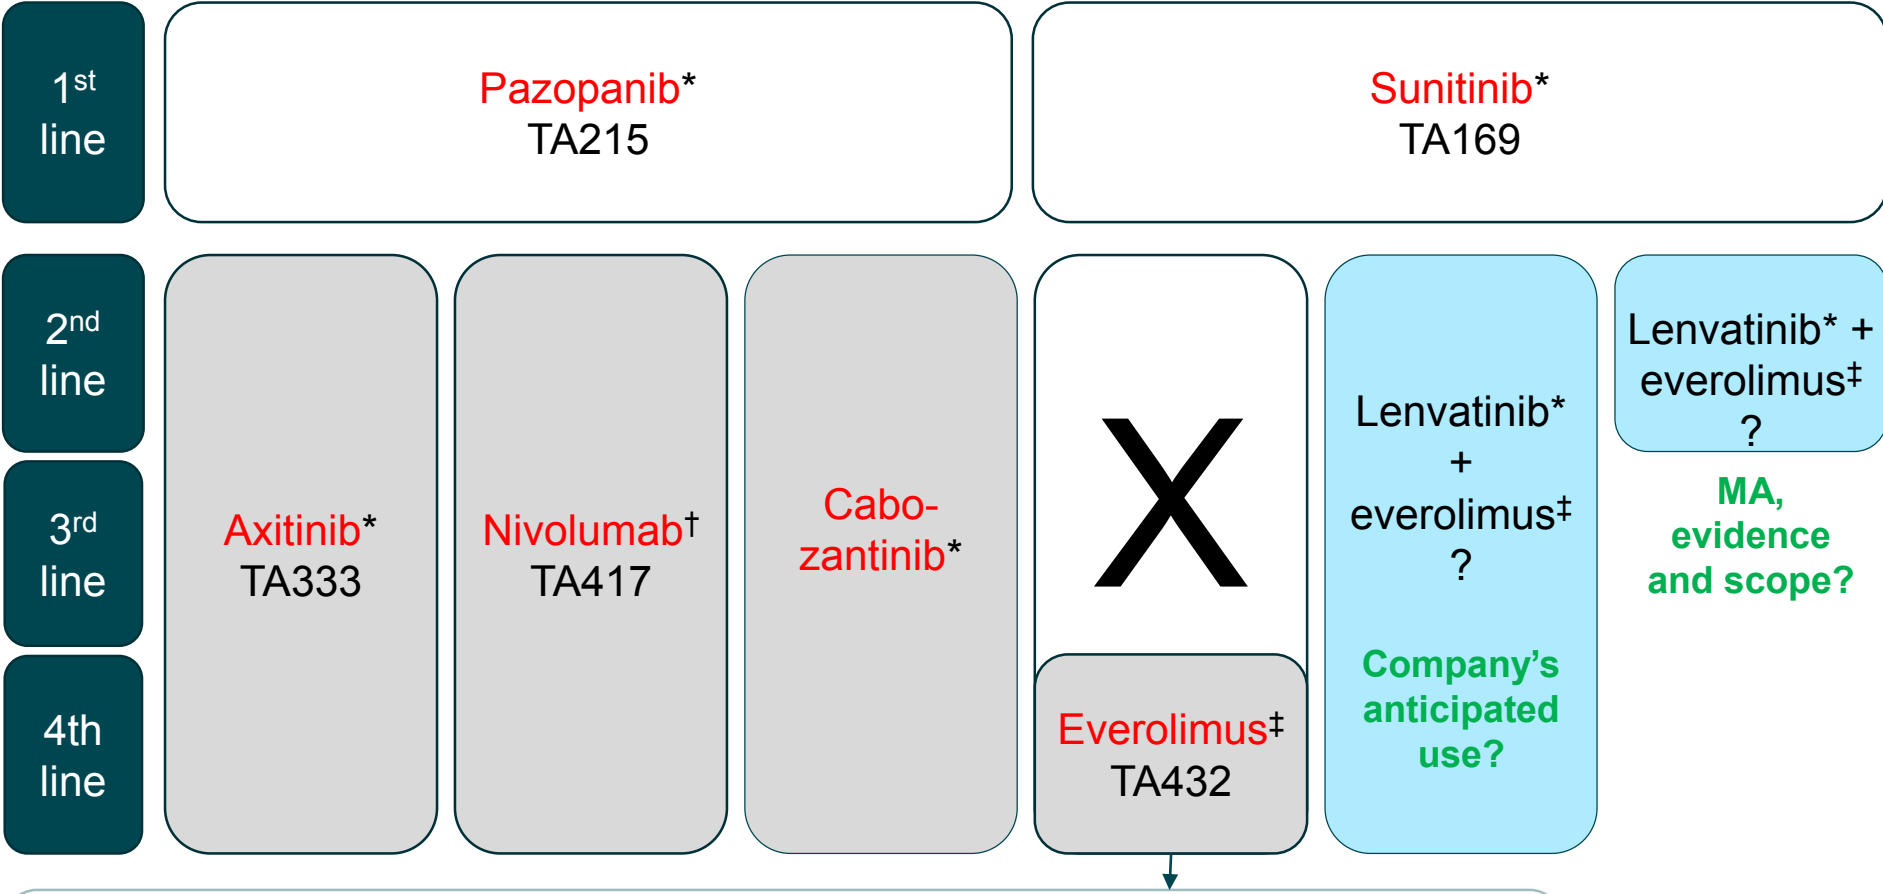 1st
line
Pazopanib*
TA215
Sunitinib*
TA169
2nd
line
3rd
line
4th
line
Axitinib*
TA333
Nivolumab†
TA417
Cabo-
zantinib*
X
Everolimus‡
TA432
Lenvatinib*
+
everolimus‡
?
Company’s
anticipated
use?
Lenvatinib* +
everolimus‡
?
MA,
evidence
and scope?